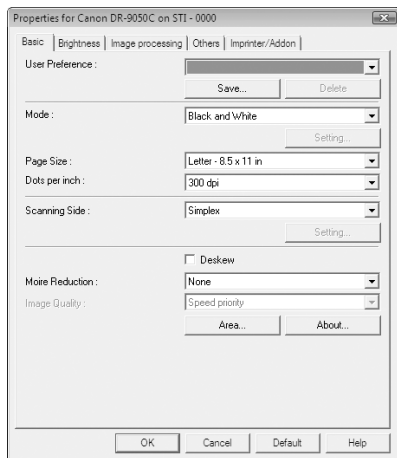 Properties for Canon DR-9050C on STI - 0000
Basic Brightness Image processing Others Imprinter/Addon
User Preference :
Save... Delete
Mode : Black and White
Setting...
Page Size : Letter - 8.5 x 11 in
Dots per inch : 300 dpi
Scanning Side : Simplex
Setting...
Deskew
Moire Reduction : None
Image Quality : Speed priority
Area... About...
OK Cancel Default Help